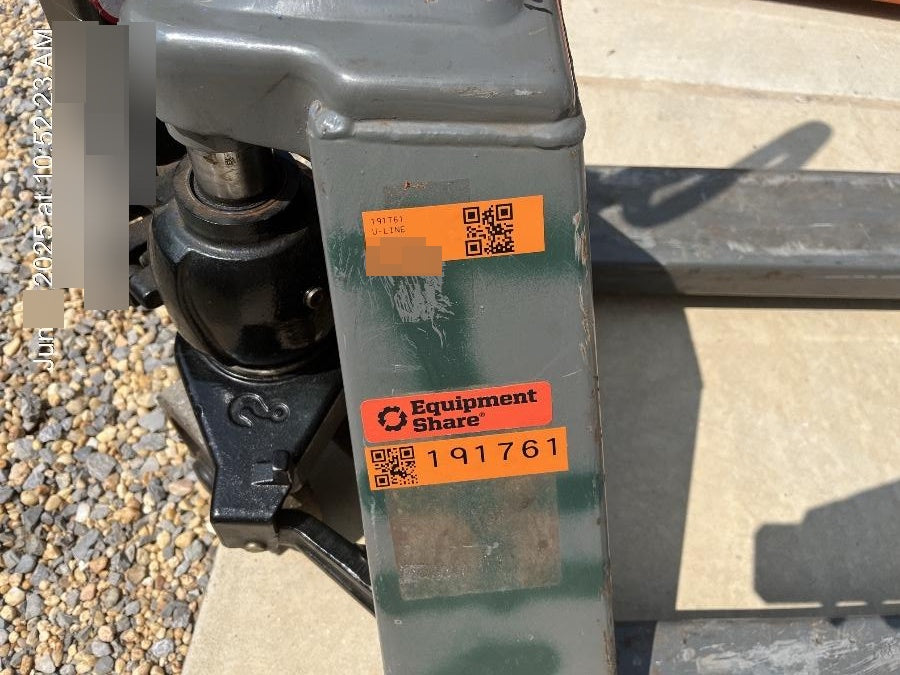 191761
U-LINE
Equipment
Share®
191761
Jun 2025 at 10:52:23 AM